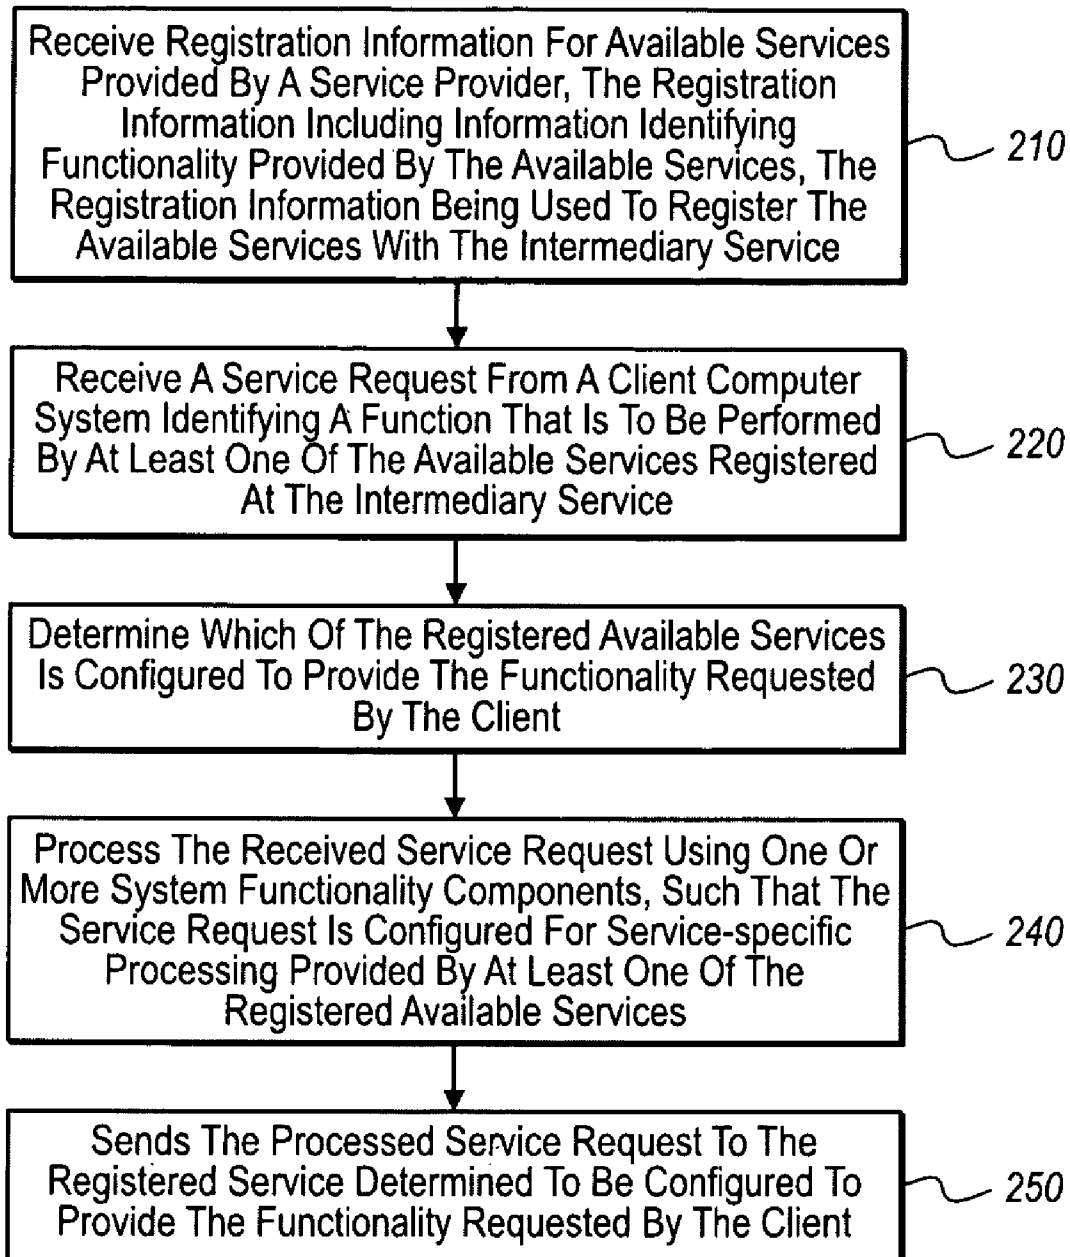 Receive Registration Information For Available Services
Provided By A Service Provider, The Registration
Information Including Information Identifying
Functionality Provided By The Available Services, The
Registration Information Being Used To Register The
Available Services With The Intermediary Service
210
Receive A Service Request From A Client Computer
System Identifying A Function That Is To Be Performed
By At Least One Of The Available Services Registered
At The Intermediary Service
220
Determine Which Of The Registered Available Services
Is Configured To Provide The Functionality Requested
By The Client
230
Process The Received Service Request Using One Or
More System Functionality Components, Such That The
Service Request Is Configured For Service-specific
Processing Provided By At Least One Of The
Registered Available Services
240
Sends The Processed Service Request To The
Registered Service Determined To Be Configured To
Provide The Functionality Requested By The Client
250